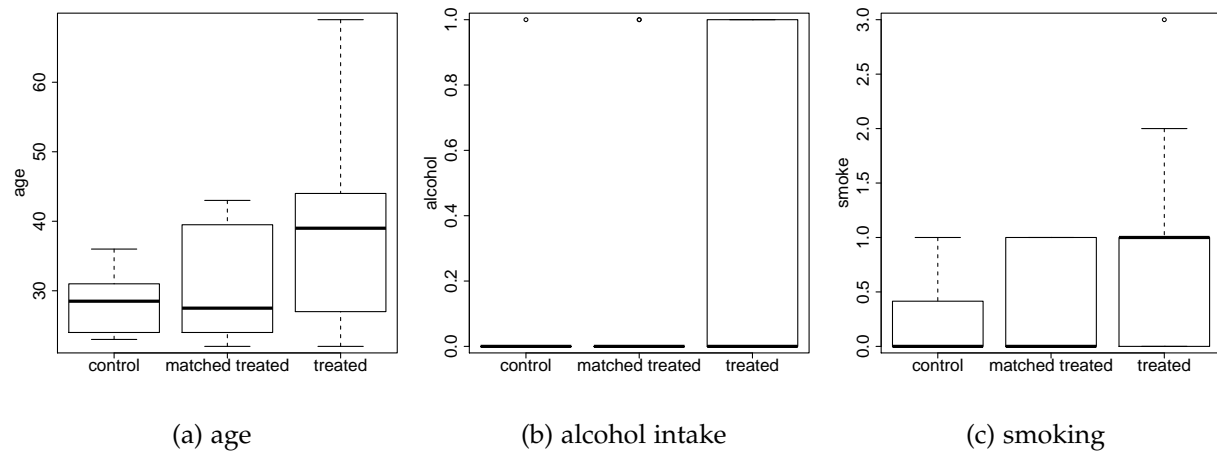 60
50
40
30
age
control
matched treated
treated
1.0
0.8
0.6
0.4
0.2
0.0
alcohol
control
matched treated
treated
3.0
2.5
2.0
1.5
1.0
0.5
0.0
smoke
control
matched treated
treated
(a) age
(b) alcohol intake
(c) smoking